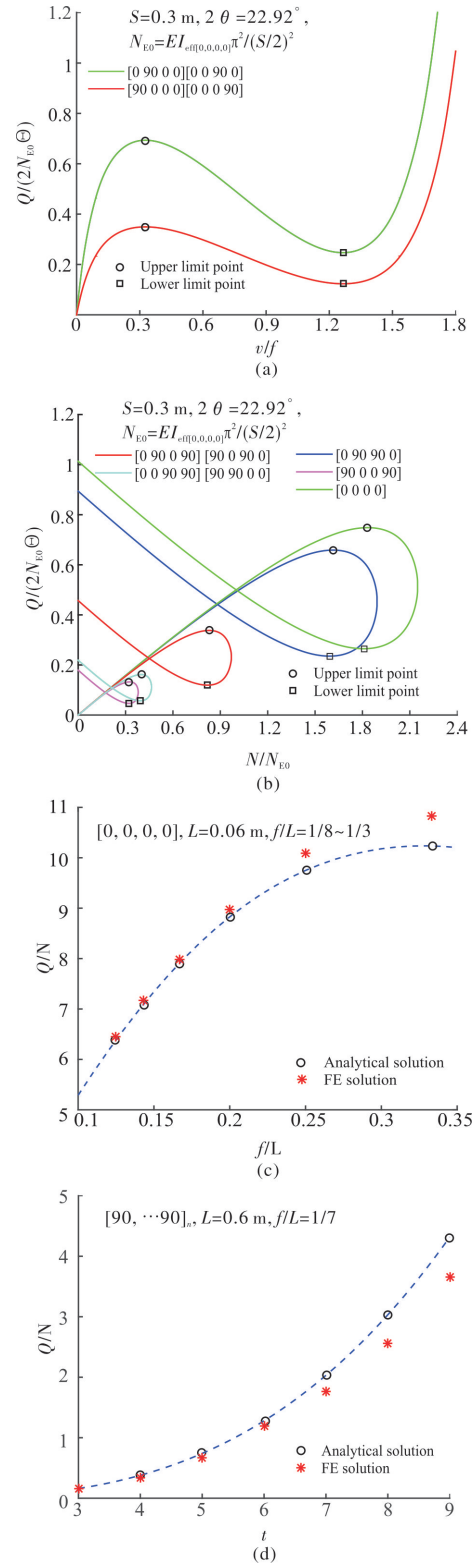 S=0.3 m, 2 θ =22.92°,
N_E0=EI_eff[0,0,0,0]π²/(S/2)²
[0 90 0 0][0 0 90 0]
[90 0 0 0][0 0 0 90]
Q/(2N_E0Θ)
1.2
1
0.8
0.6
0.4
0.2
Upper limit point
Lower limit point
0 0.3 0.6 0.9 1.2 1.5 1.8
v/f
(a)
S=0.3 m, 2 θ =22.92°,
N_E0=EI_eff[0,0,0,0]π²/(S/2)²
[0 90 0 90] [90 0 90 0] [0 90 90 0]
[0 0 90 90] [90 90 0 0] [90 0 0 90]
[0 0 0 0]
Q/(2N_E0Θ)
1.2
1
0.8
0.6
0.4
0.2
0
Upper limit point
Lower limit point
0 0.3 0.6 0.9 1.2 1.5 1.8 2.1 2.4
N/N_E0
(b)
[0, 0, 0, 0], L=0.06 m, f/L=1/8~1/3
Q/N
11
10
9
8
7
6
5
Analytical solution
FE solution
0.1 0.15 0.2 0.25 0.3 0.35
f/L
(c)
[90, ···90]_n, L=0.6 m, f/L=1/7
Q/N
5
4
3
2
1
0
Analytical solution
FE solution
3 4 5 6 7 8 9
t
(d)